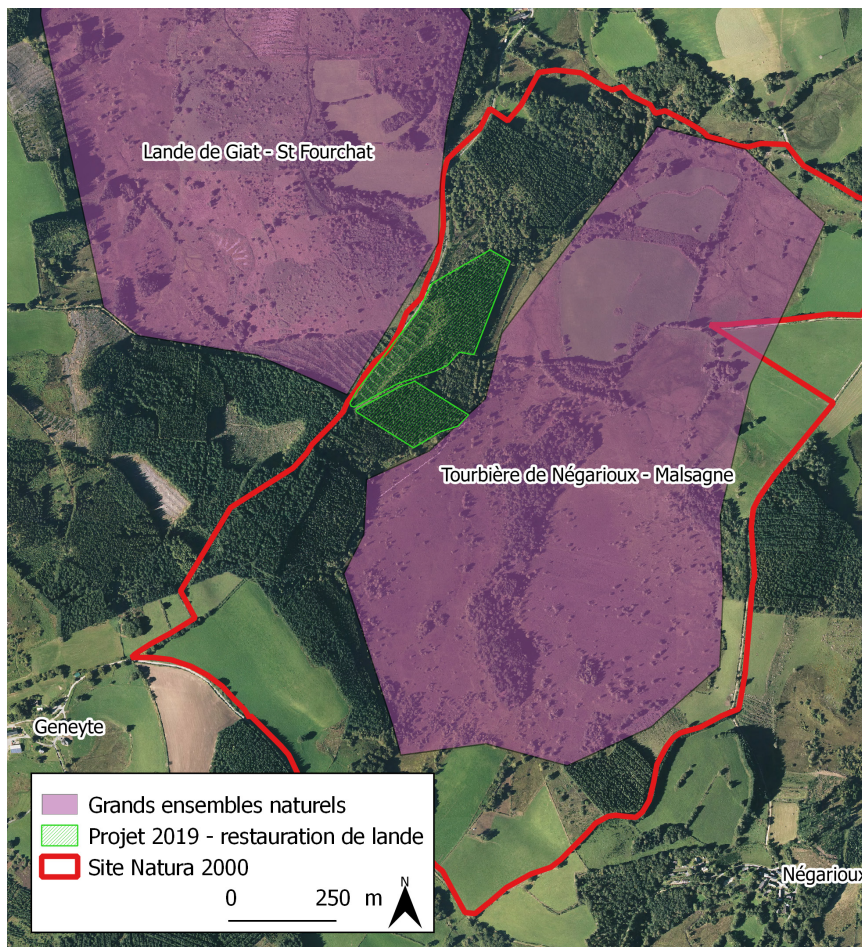 Lande de Giat - St Fourchat
Tourbière de Négarioux - Malsagne
Geneyte
Négarioux
Grands ensembles naturels
Projet 2019 - restauration de lande
Site Natura 2000
0 250 m
N